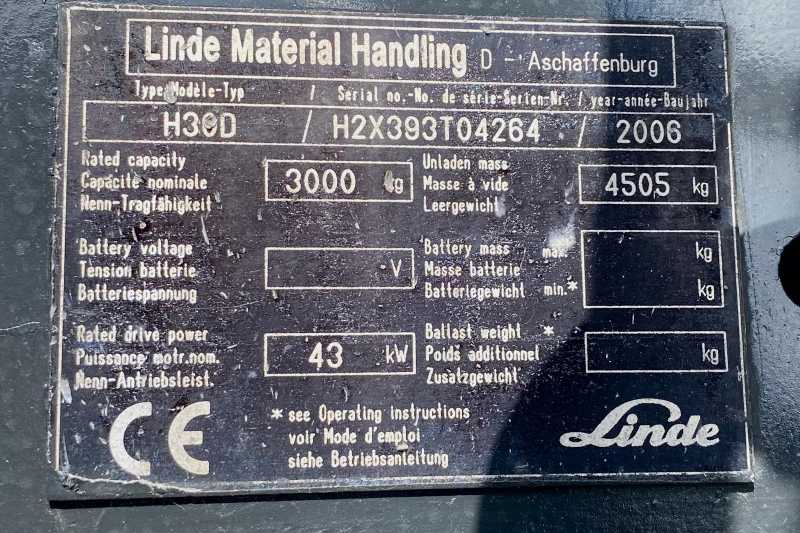 Linde Material Handling D - Aschaffenburg
Type-Modèle-Typ / Serial no.-No. de série-Serien-Nr. / year-année-Baujahr
H30D / H2X393T04264 / 2006
Rated capacity
Capacité nominale
Nenn-Tragfähigkeit
3000 kg
Unladen mass
Masse à vide
Leergewicht
4505 kg
Battery voltage
Tension batterie
Batteriespannung
V
Battery mass max.
Masse batterie
Batteriegewicht min.*
kg
kg
Rated drive power
Puissance motr.nom.
Nenn-Antriebsleist.
43 kW
Ballast weight *
Poids additionnel
Zusatzgewicht
kg
CE
* see Operating instructions
voir Mode d'emploi
siehe Betriebsanleitung
Linde